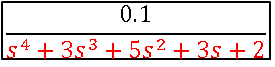 0.1
s⁴ + 3s³ + 5s² + 3s + 2